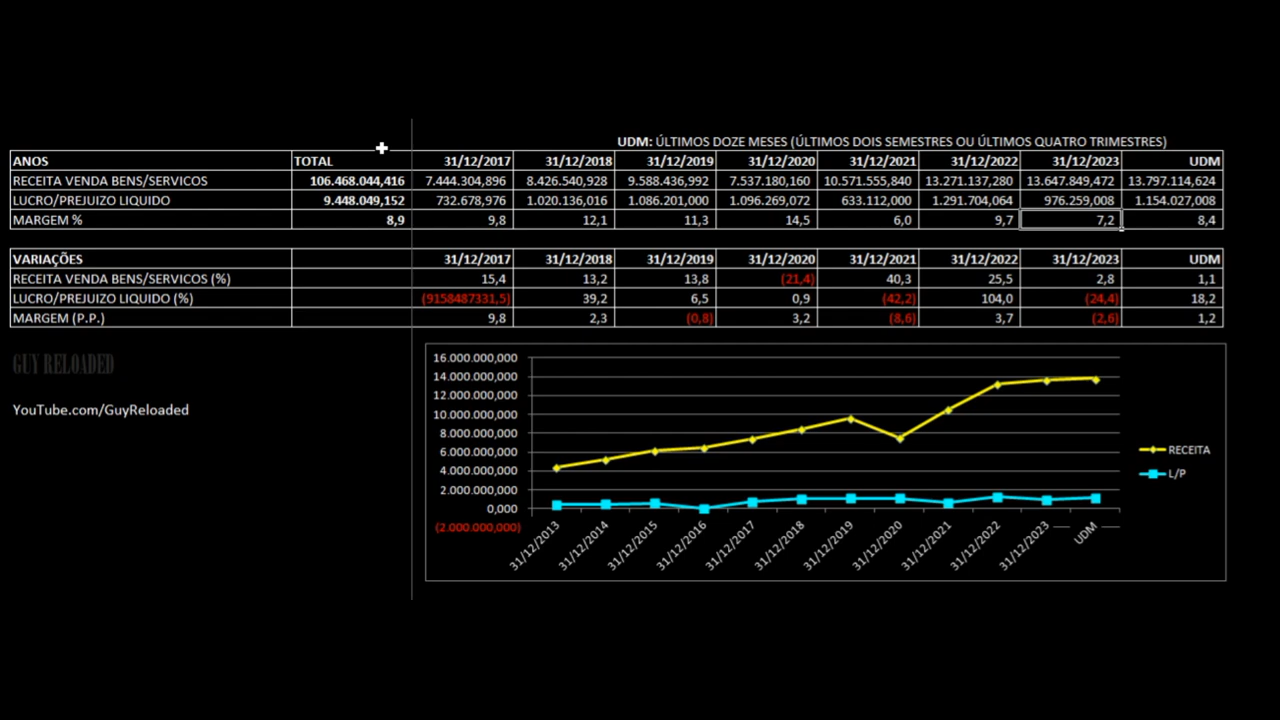 UDM: ÚLTIMOS DOZE MESES (ÚLTIMOS DOIS SEMESTRES OU ÚLTIMOS QUATRO TRIMESTRES)
ANOS TOTAL 31/12/2017 31/12/2018 31/12/2019 31/12/2020 31/12/2021 31/12/2022 31/12/2023 UDM
RECEITA VENDA BENS/SERVICOS 106.468.044,416 7.444.304,896 8.426.540,928 9.588.436,992 7.537.180,160 10.571.555,840 13.271.137,280 13.647.849,472 13.797.114,624
LUCRO/PREJUIZO LIQUIDO 9.448.049,152 732.678,976 1.020.136,016 1.086.201,000 1.096.269,072 633.112,000 1.291.704,064 976.259,008 1.154.027,008
MARGEM % 8,9 9,8 12,1 11,3 14,5 6,0 9,7 7,2 8,4
VARIAÇÕES 31/12/2017 31/12/2018 31/12/2019 31/12/2020 31/12/2021 31/12/2022 31/12/2023 UDM
RECEITA VENDA BENS/SERVICOS (%) 15,4 13,2 13,8 (21,4) 40,3 25,5 2,8 1,1
LUCRO/PREJUIZO LIQUIDO (%) (9158487331,5) 39,2 6,5 0,9 (42,2) 104,0 (24,4) 18,2
MARGEM (P.P.) 9,8 2,3 (0,8) 3,2 (8,6) 3,7 (2,6) 1,2
GUY RELOADED
YouTube.com/GuyReloaded
16.000.000,000
14.000.000,000
12.000.000,000
10.000.000,000
8.000.000,000
6.000.000,000
4.000.000,000
2.000.000,000
0,000
(2.000.000,000)
31/12/2013 31/12/2014 31/12/2015 31/12/2016 31/12/2017 31/12/2018 31/12/2019 31/12/2020 31/12/2021 31/12/2022 31/12/2023 UDM
RECEITA
L/P